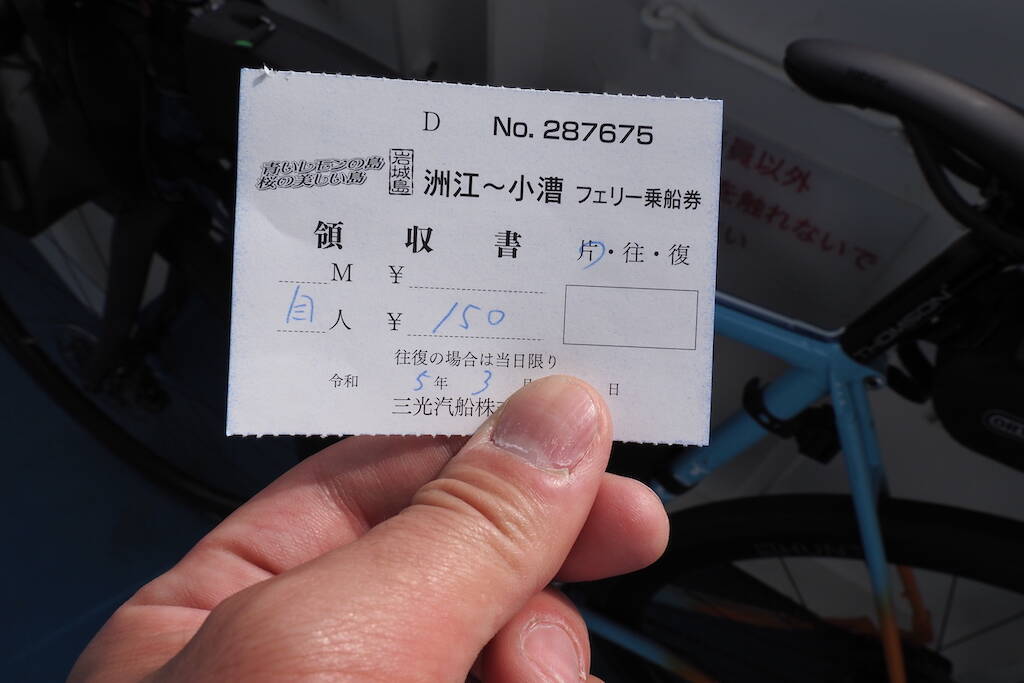 D No. 287675
青いレモンの島
桜の美しい島
岩城島
洲江～小漕 フェリー乗船券
領 収 書 片・往・復
M ¥
自人 ¥ 150
往復の場合は当日限り
令和 5年 3 日
三光汽船株
員以外
を触れないで
い
THOMSON